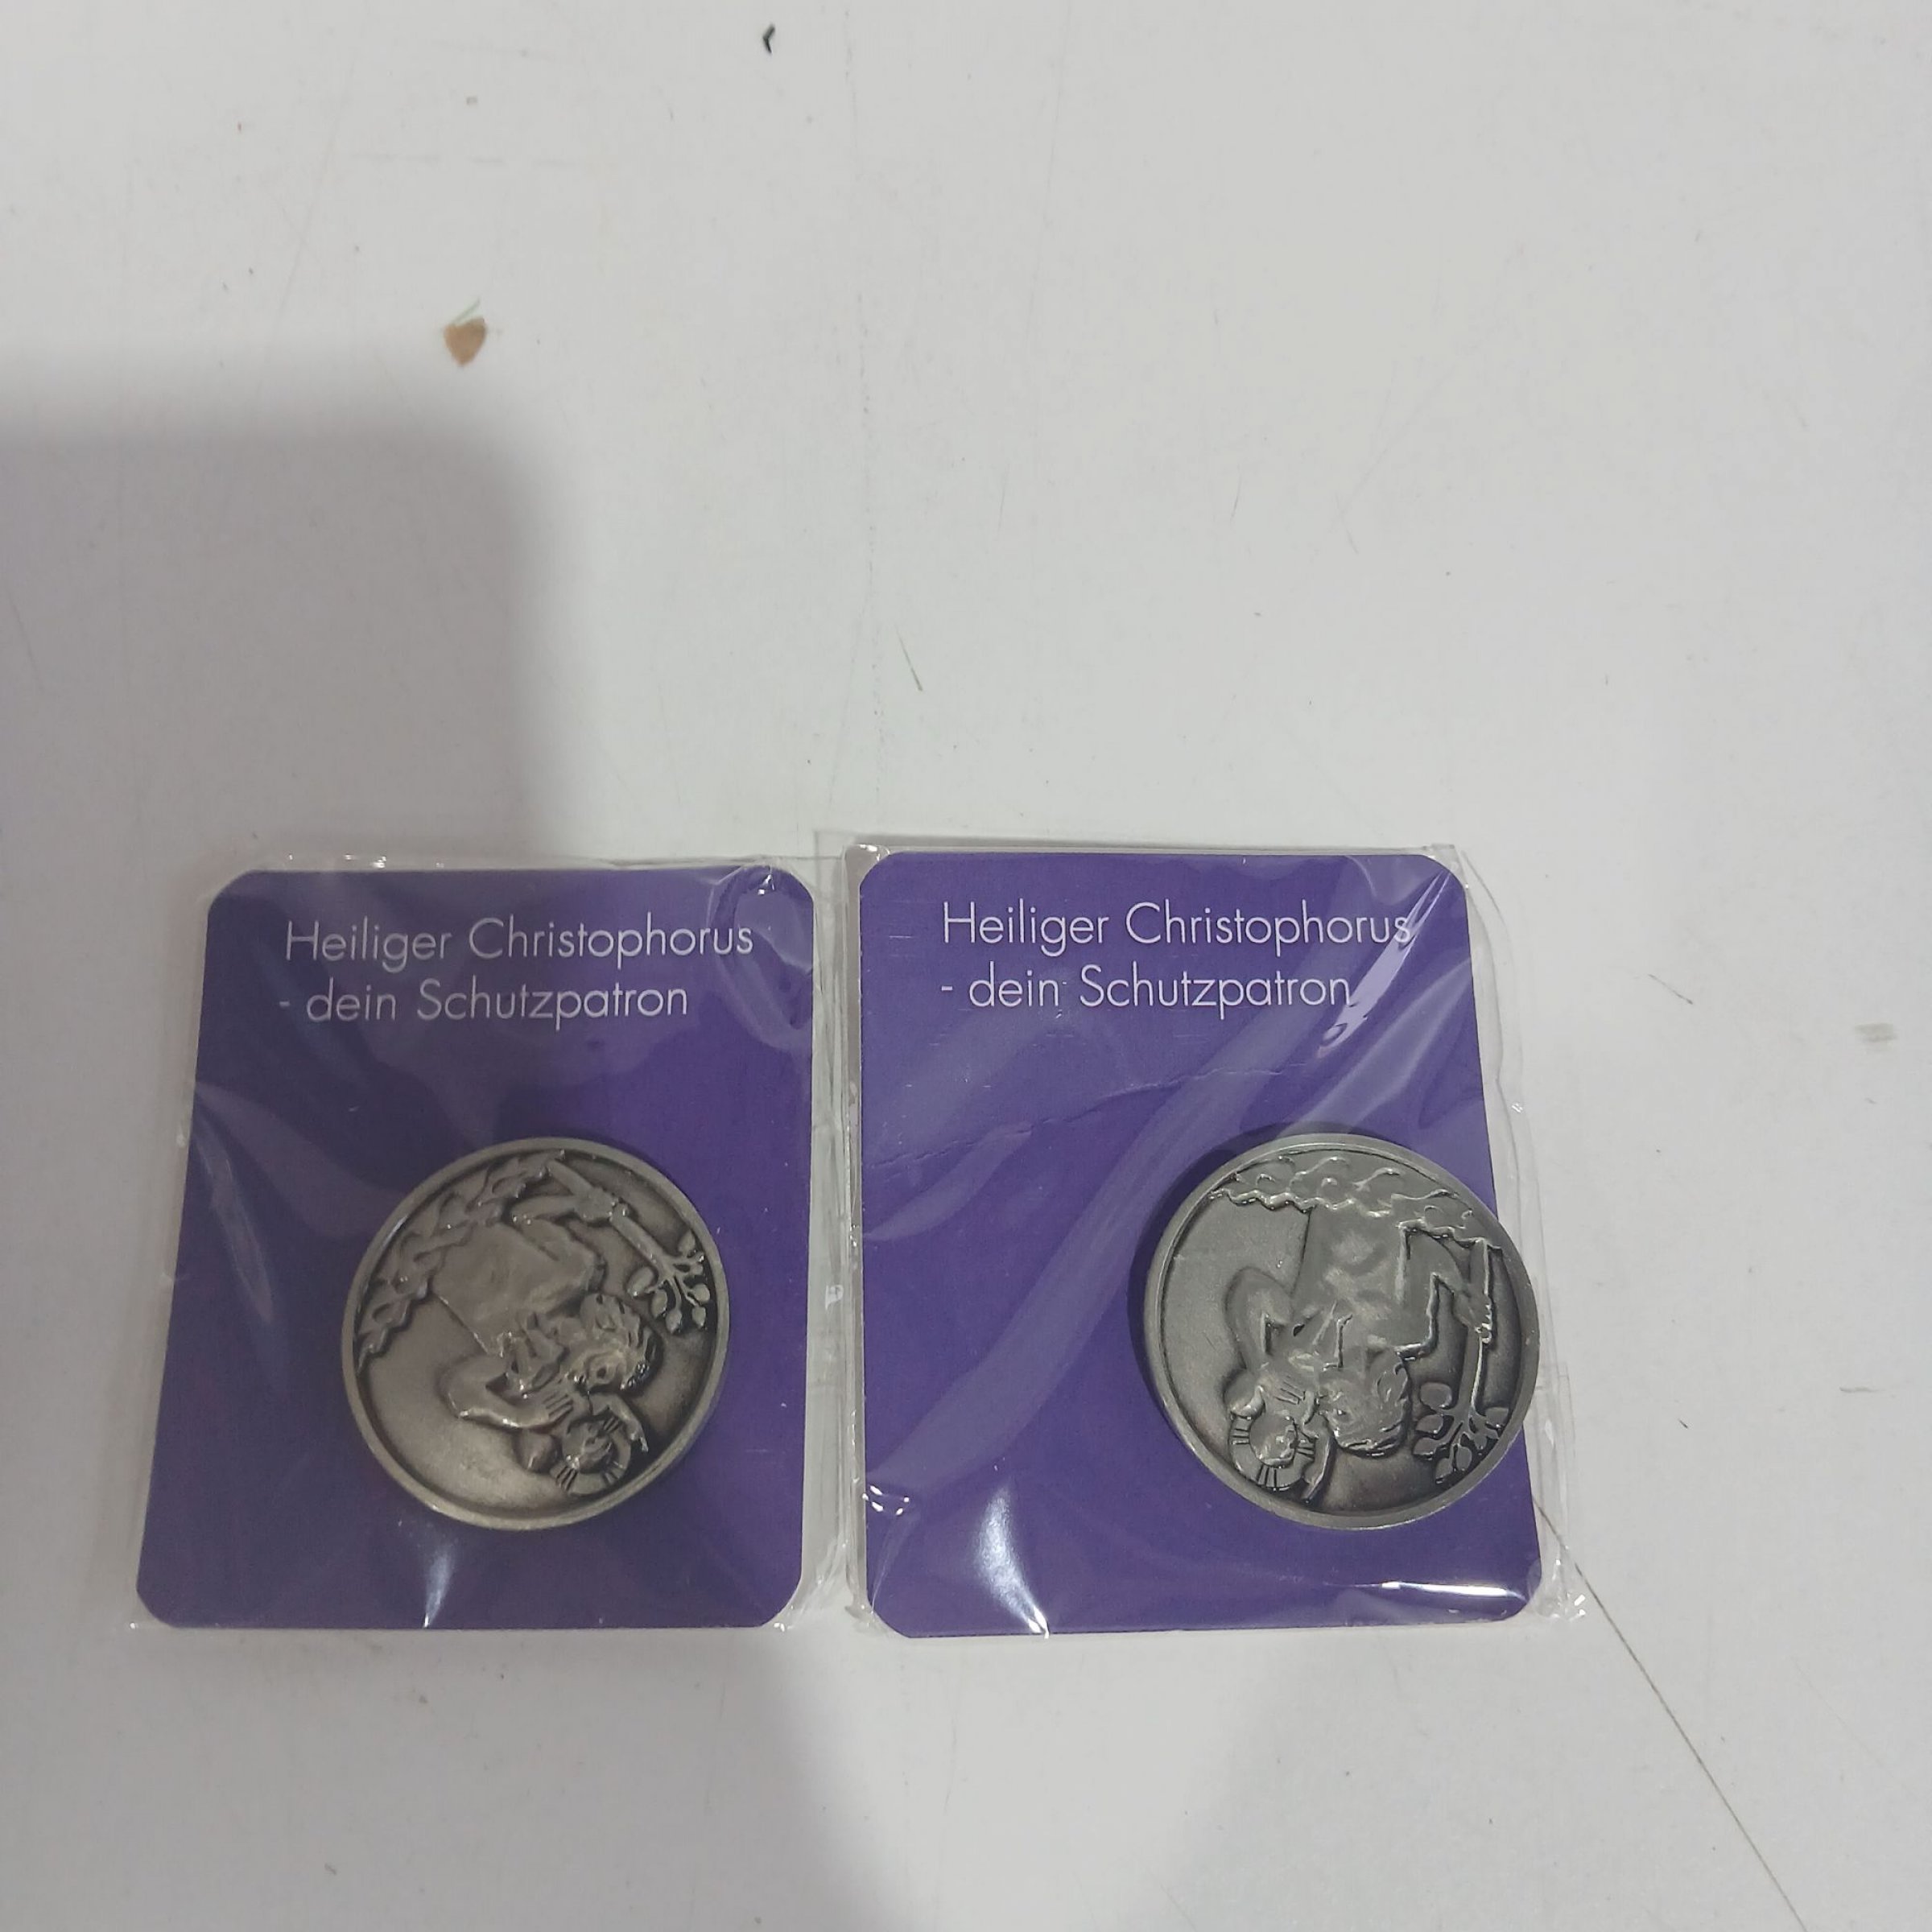 Heiliger Christophorus
- dein Schutzpatron
Heiliger Christophorus
- dein Schutzpatron